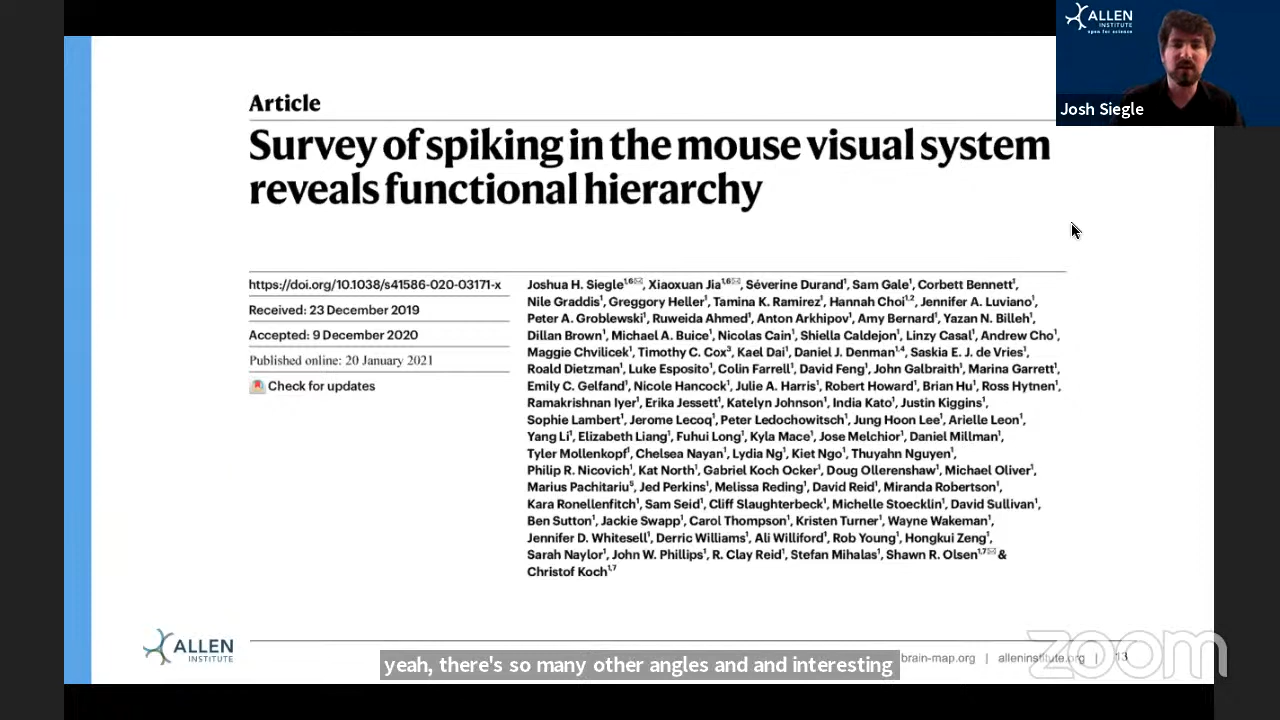 ALLEN
INSTITUTE
open for science
Josh Siegle
Article
Survey of spiking in the mouse visual system
reveals functional hierarchy
https://doi.org/10.1038/s41586-020-03171-x
Received: 23 December 2019
Accepted: 9 December 2020
Published online: 20 January 2021
Check for updates
Joshua H. Siegle1,6✉, Xiaoxuan Jia1,6✉, Séverine Durand1, Sam Gale1, Corbett Bennett1,
Nile Graddis1, Greggory Heller1, Tamina K. Ramirez1, Hannah Choi1,2, Jennifer A. Luviano1,
Peter A. Groblewski1, Ruweida Ahmed1, Anton Arkhipov1, Amy Bernard1, Yazan N. Billeh1,
Dillan Brown1, Michael A. Buice1, Nicolas Cain1, Shiella Caldejon1, Linzy Casal1, Andrew Cho1,
Maggie Chvilicek1, Timothy C. Cox3, Kael Dai1, Daniel J. Denman1,4, Saskia E. J. de Vries1,
Roald Dietzman1, Luke Esposito1, Colin Farrell1, David Feng1, John Galbraith1, Marina Garrett1,
Emily C. Gelfand1, Nicole Hancock1, Julie A. Harris1, Robert Howard1, Brian Hu1, Ross Hytnen1,
Ramakrishnan Iyer1, Erika Jessett1, Katelyn Johnson1, India Kato1, Justin Kiggins1,
Sophie Lambert1, Jerome Lecoq1, Peter Ledochowitsch1, Jung Hoon Lee1, Arielle Leon1,
Yang Li1, Elizabeth Liang1, Fuhui Long1, Kyla Mace1, Jose Melchior1, Daniel Millman1,
Tyler Mollenkopf1, Chelsea Nayan1, Lydia Ng1, Kiet Ngo1, Thuyahn Nguyen1,
Philip R. Nicovich1, Kat North1, Gabriel Koch Ocker1, Doug Ollerenshaw1, Michael Oliver1,
Marius Pachitariu5, Jed Perkins1, Melissa Reding1, David Reid1, Miranda Robertson1,
Kara Ronellenfitch1, Sam Seid1, Cliff Slaughterbeck1, Michelle Stoecklin1, David Sullivan1,
Ben Sutton1, Jackie Swapp1, Carol Thompson1, Kristen Turner1, Wayne Wakeman1,
Jennifer D. Whitesell1, Derric Williams1, Ali Williford1, Rob Young1, Hongkui Zeng1,
Sarah Naylor1, John W. Phillips1, R. Clay Reid1, Stefan Mihalas1, Shawn R. Olsen1,7✉ &
Christof Koch1,7
ALLEN
INSTITUTE
brain-map.org | alleninstitute.org | 13
zoom
yeah, there's so many other angles and and interesting